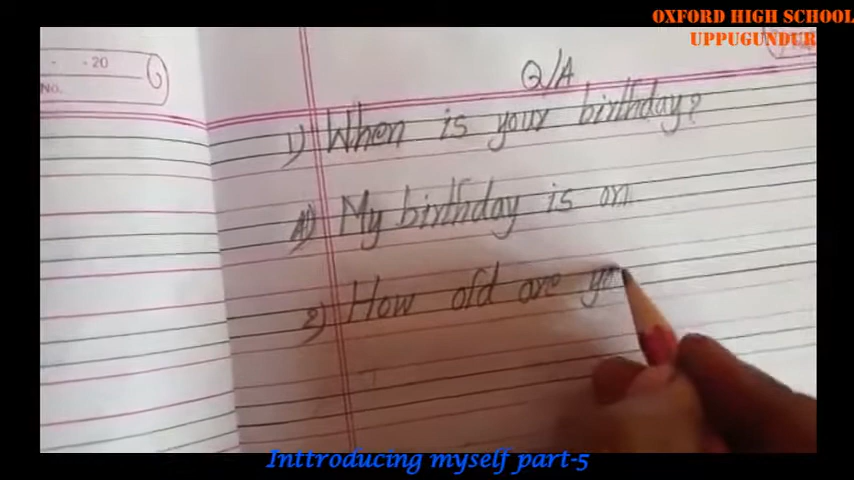 OXFORD HIGH SCHOOL
UPPUGUNDUR
- - 20
No.
Q/A
1) When is your birthday?
A) My birthday is on
2) How old are you
Inttroducing myself part-5